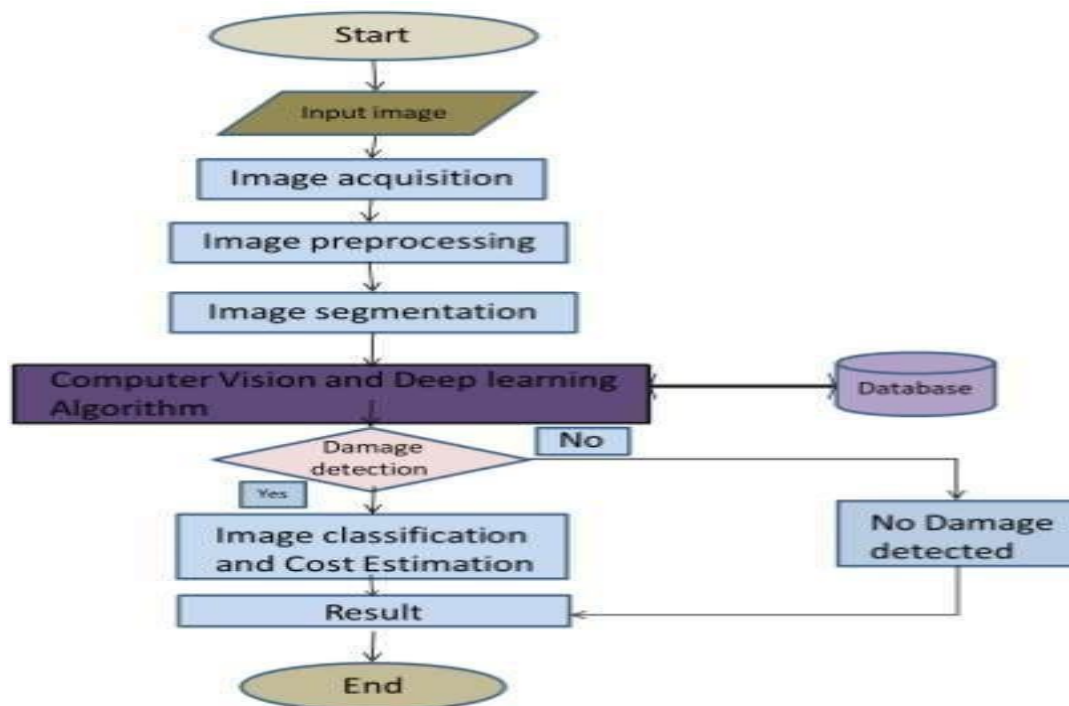 Start
Input image
Image acquisition
Image preprocessing
Image segmentation
Computer Vision and Deep learning
Algorithm
Database
Damage
detection
No
Yes
Image classification
and Cost Estimation
No Damage
detected
Result
End